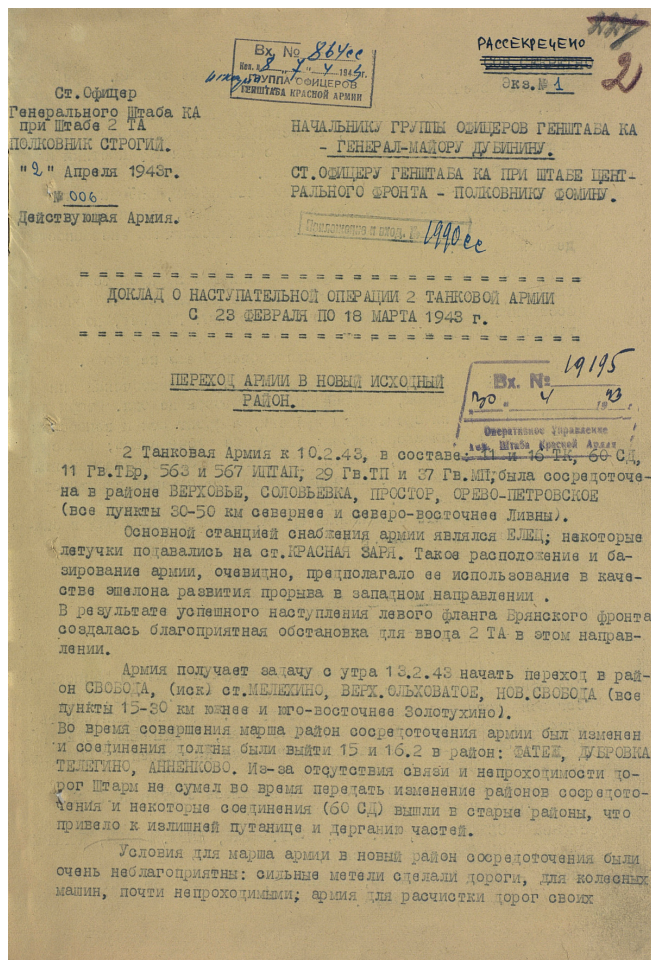 РАССЕКРЕЧЕНО
Экз.№ 1
2
Вх. № 864сс
ГРУППА ОФИЦЕРОВ
ГЕНШТАБА КРАСНОЙ АРМИИ
Ст.Офицер
Генерального Штаба КА
при Штабе 2 ТА
ПОЛКОВНИК СТРОГИЙ.
"2" Апреля 1943г.
№ 006
Действующая Армия.
НАЧАЛЬНИКУ ГРУППЫ ОФИЦЕРОВ ГЕНШТАБА КА
- ГЕНЕРАЛ-МАЙОРУ ДУБИНИНУ.
СТ.ОФИЦЕРУ ГЕНШТАБА КА ПРИ ШТАБЕ ЦЕНТ-
РАЛЬНОГО ФРОНТА - ПОЛКОВНИКУ ФОМИНУ.
Приложение к вход. № 1990сс
ДОКЛАД О НАСТУПАТЕЛЬНОЙ ОПЕРАЦИИ 2 ТАНКОВОЙ АРМИИ
С 23 ФЕВРАЛЯ ПО 18 МАРТА 1943 г.
ПЕРЕХОД АРМИИ В НОВЫЙ ИСХОДНЫЙ
РАЙОН.
Вх. № 19195
"30" 4 19 г.
Оперативное Управление
Штаба Красной Армии
2 Танковая Армия к 10.2.43, в составе: 11 и 16 ТК, 60 СД,
11 Гв.ТБр, 563 и 567 ИПТАП; 29 Гв.ТП и 37 Гв.МП, была сосредоточе-
на в районе ВЕРХОВЬЕ, СОЛОВЬЕВКА, ПРОСТОР, ОРЕВО-ПЕТРОВСКОЕ
(все пункты 30-50 км севернее и северо-восточнее Ливны).
Основной станцией снабжения армии являлся ЕЛЕЦ; некоторые
летучки подавались на ст.КРАСНАЯ ЗАРЯ. Такое расположение и ба-
зирование армии, очевидно, предполагало ее использование в каче-
стве эшелона развития прорыва в западном направлении .
В результате успешного наступления левого фланга Брянского фронта
создалась благоприятная обстановка для ввода 2 ТА в этом направ-
лении.
Армия получает задачу с утра 13.2.43 начать переход в рай-
он СВОБОДА, (иск) ст.МЕЛЕХИНО, ВЕРХ.ОЛЬХОВАТОЕ, НОВ.СВОБОДА (все
пункты 15-30 км южнее и юго-восточнее Золотухино).
Во время совершения марша район сосредоточения армии был изменен
и соединения должны были выйти 15 и 16.2 в район: ФАТЕЖ, ДУБРОВКА
ТЕЛЕГИНО, АННЕНКОВО. Из-за отсутствия связи и непроходимости до-
рог Штарм не сумел во время передать изменение районов сосредото-
чения и некоторые соединения (60 СД) вышли в старые районы, что
привело к излишней путанице и дерганию частей.
Условия для марша армии в новый район сосредоточения были
очень неблагоприятны: сильные метели сделали дороги, для колесных
машин, почти непроходимыми; армия для расчистки дорог своих